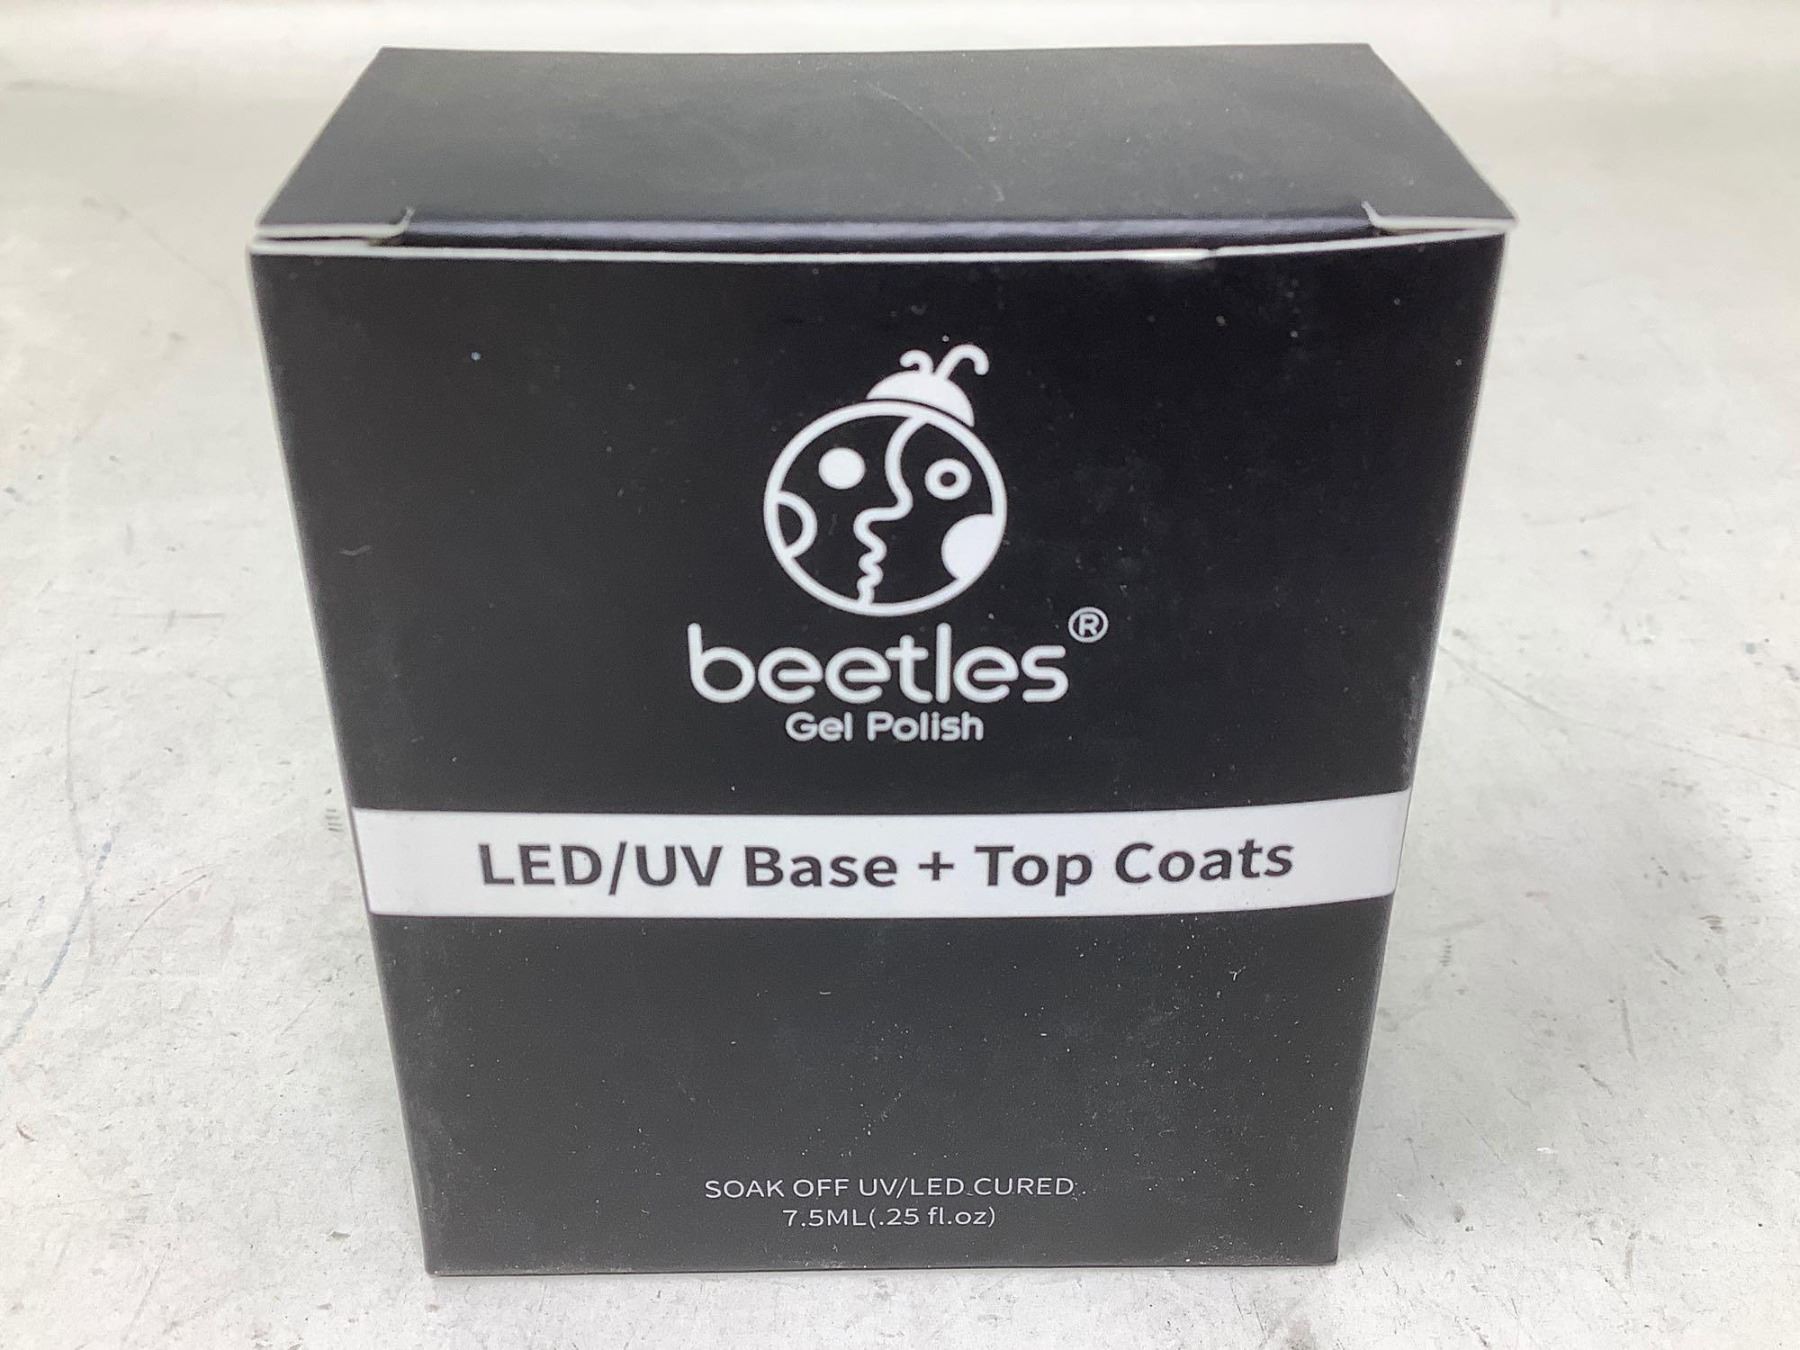 beetles®
Gel Polish
LED/UV Base + Top Coats
SOAK OFF UV/LED CURED
7.5ML(.25 fl.oz)